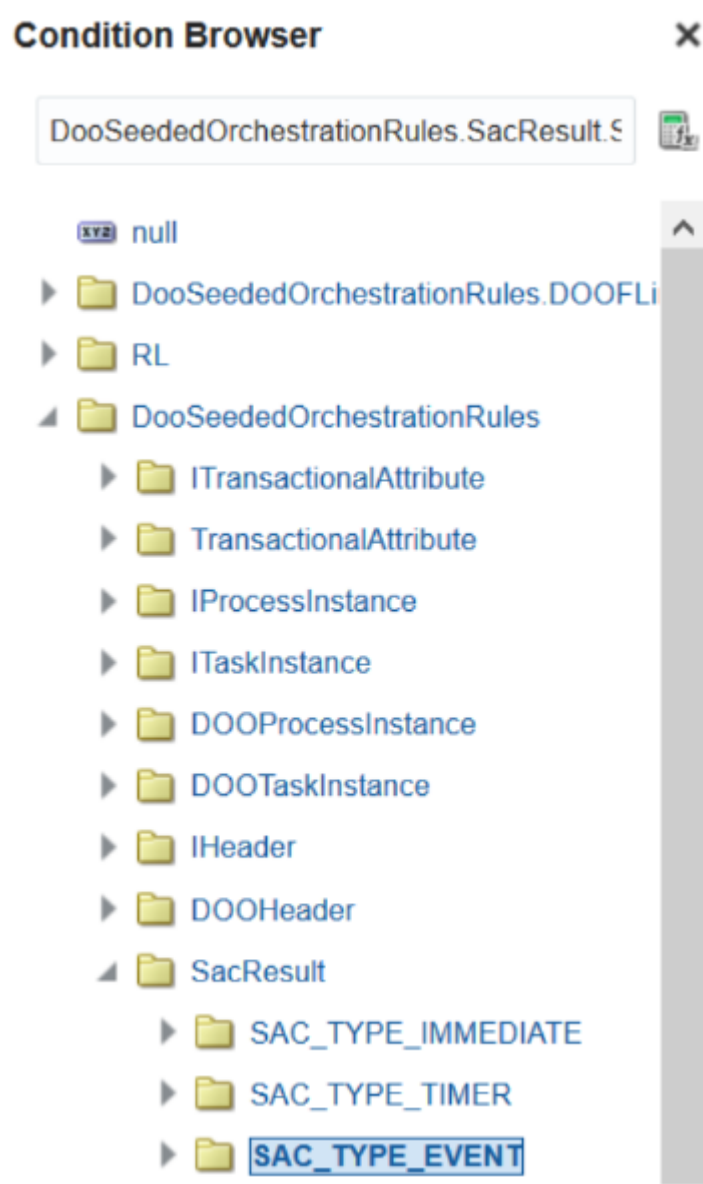 Condition Browser
DooSeededOrchestrationRules.SacResult.S
XYZ null
DooSeededOrchestrationRules.DOOFLi
RL
DooSeededOrchestrationRules
ITransactionalAttribute
TransactionalAttribute
IProcessInstance
ITaskInstance
DOOProcessInstance
DOOTaskInstance
IHeader
DOOHeader
SacResult
SAC_TYPE_IMMEDIATE
SAC_TYPE_TIMER
SAC_TYPE_EVENT